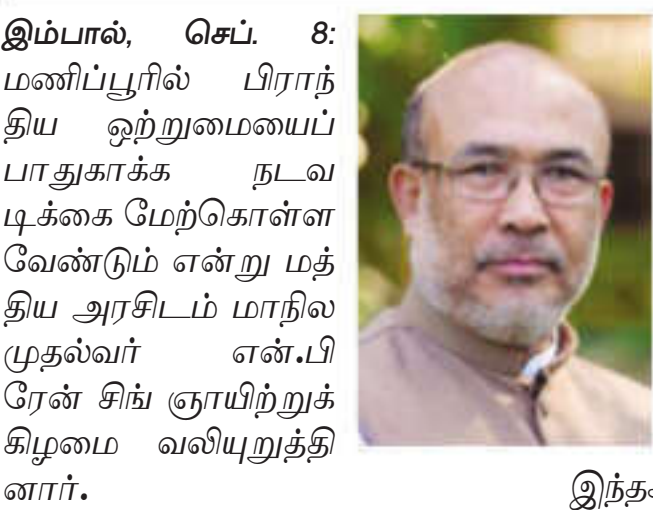 இம்பால், செப். 8:
மணிப்பூரில் பிராந்
திய ஒற்றுமையைப்
பாதுகாக்க நடவ
டிக்கை மேற்கொள்ள
வேண்டும் என்று மத்
திய அரசிடம் மாநில
முதல்வர் என்.பி
ரேன் சிங் ஞாயிற்றுக்
கிழமை வலியுறுத்தி
னார்.